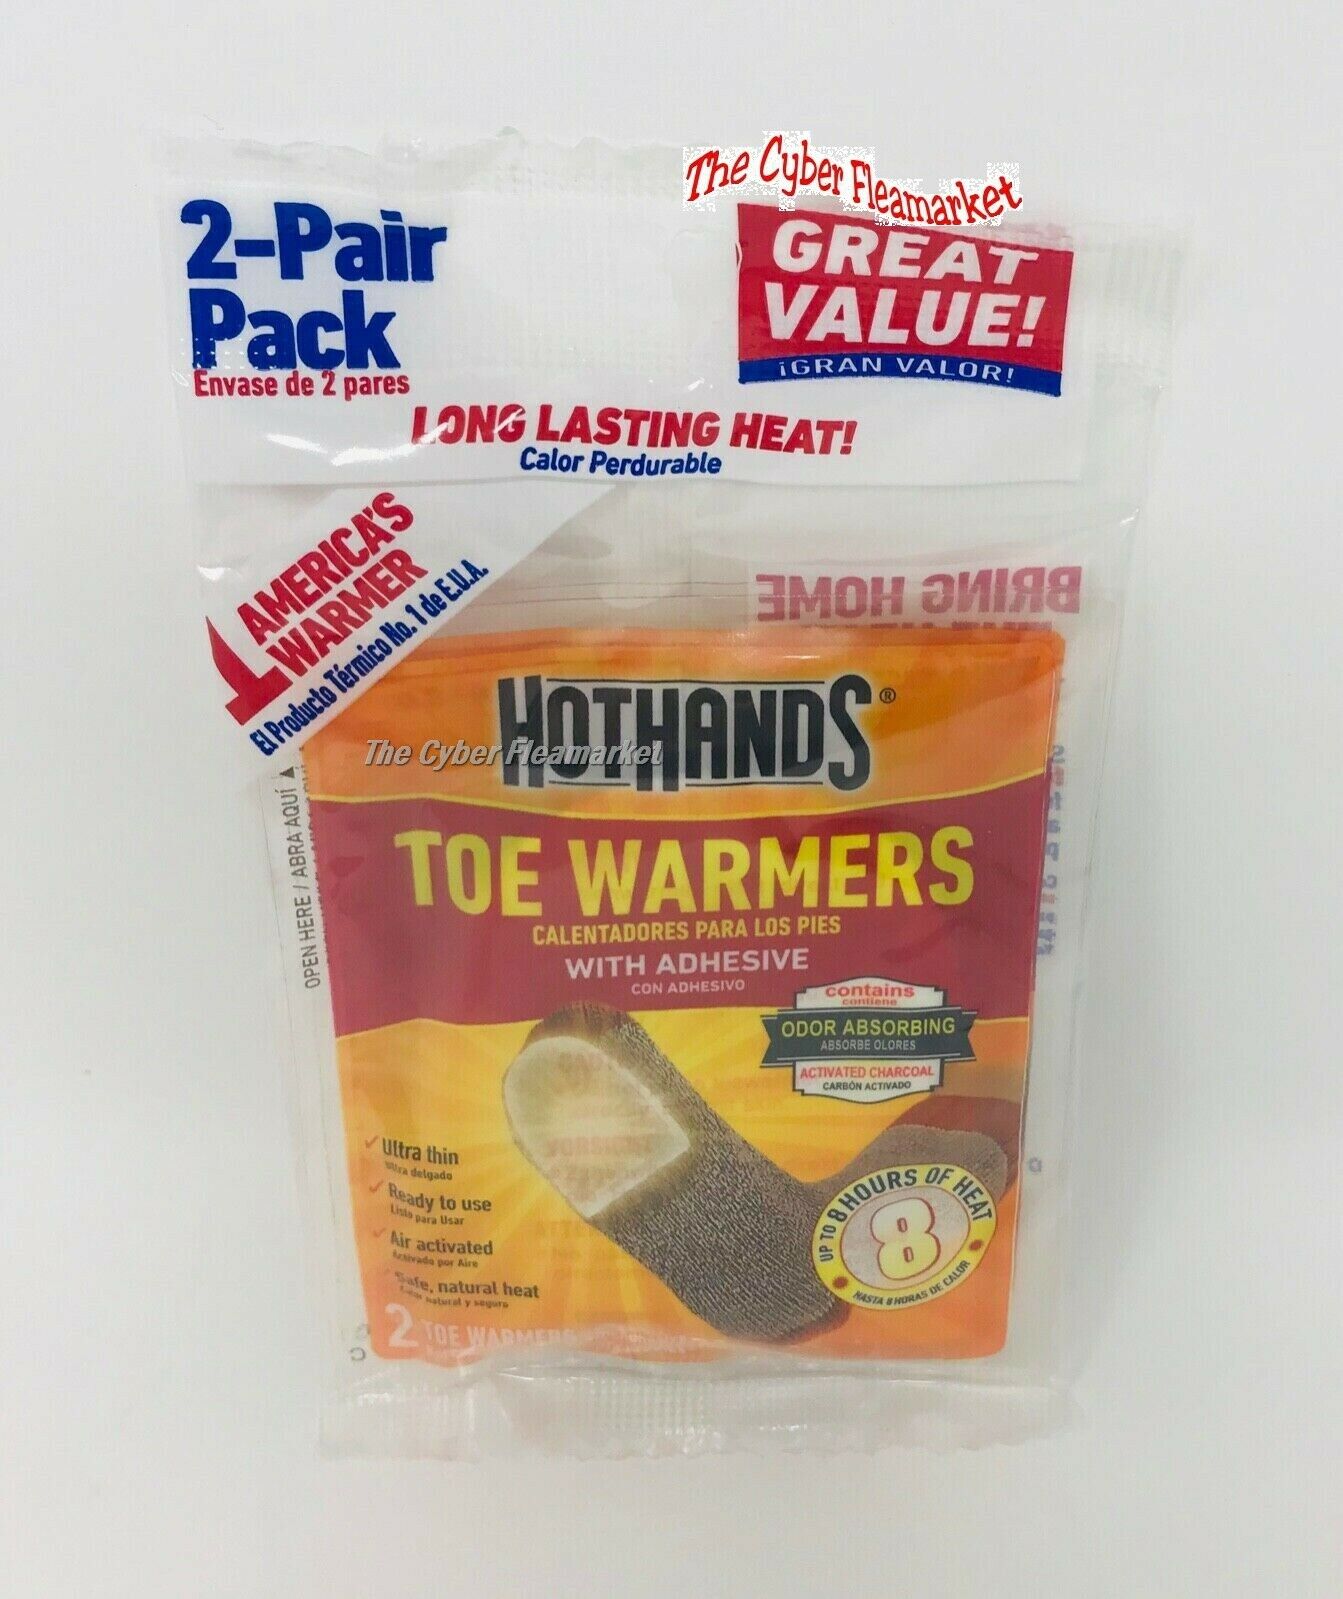 The Cyber Fleamarket
2-Pair
Pack
Envase de 2 pares
GREAT
VALUE!
¡GRAN VALOR!
LONG LASTING HEAT!
Calor Perdurable
1 AMERICA'S
WARMER
El Producto Térmico No. 1 de E.U.A.
BRING HOME
HOTHANDS®
The Cyber Fleamarket
OPEN HERE / ABRA AQUÍ
TOE WARMERS
CALENTADORES PARA LOS PIES
WITH ADHESIVE
CON ADHESIVO
contains
contiene
ODOR ABSORBING
ABSORBE OLORES
ACTIVATED CHARCOAL
CARBÓN ACTIVADO
Ultra thin
Ultra delgado
Ready to use
Listo para Usar
Air activated
Activado por Aire
Safe, natural heat
Calor natural y seguro
UP TO 8 HOURS OF HEAT
8
HASTA 8 HORAS DE CALOR
2 TOE WARMERS